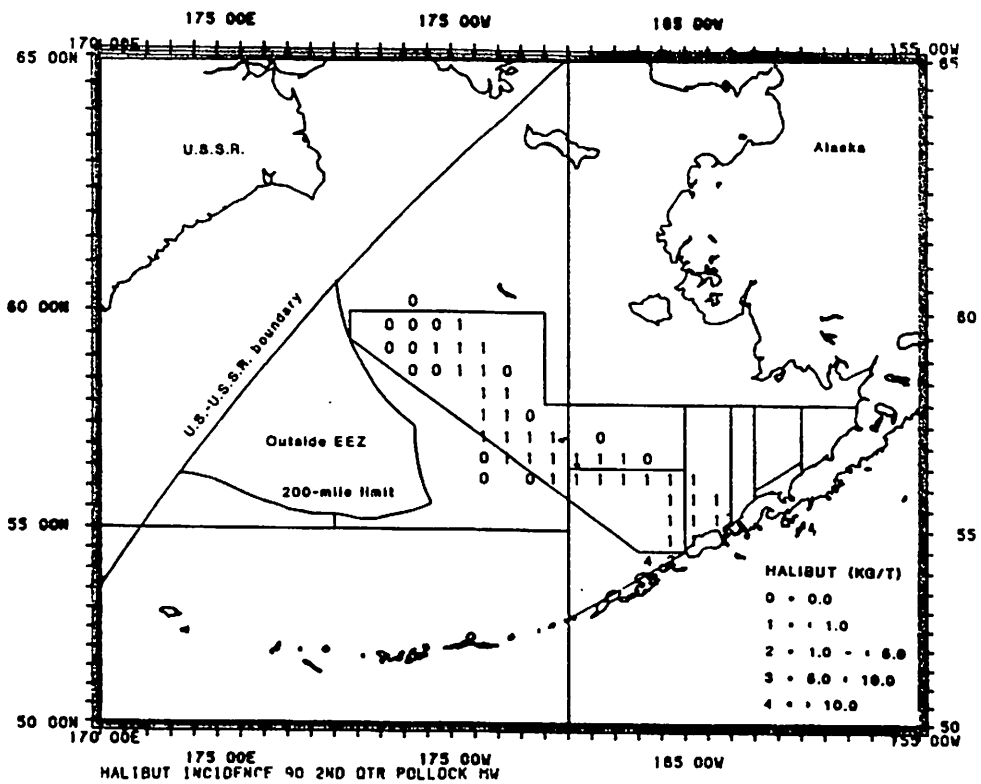 175 00E 175 00W 165 00W
170 00E 155 00W
65 00N 65
U.S.S.R. Alaska
U.S.-U.S.S.R. boundary
60 00N 0 60
0 0 0 1
0 0 1 1 1
0 0 1 1 0
1 1
1 1 0
Outside EEZ 1 1 1 1 0
0 1 1 1 1 1 1 0
200-mile limit 0 0 1 1 1 1 1 1 1 1
1 1 1
55 00N 1 1 1 55
1 4
4
HALIBUT (KG/T)
0 = 0.0
1 = < 1.0
2 = 1.0 - < 5.0
3 = 5.0 < 10.0
4 = > 10.0
50 00N 50
170 00E 155 00W
175 00E 175 00W 165 00W
HALIBUT INCIDENCE 90 2ND QTR POLLOCK MW